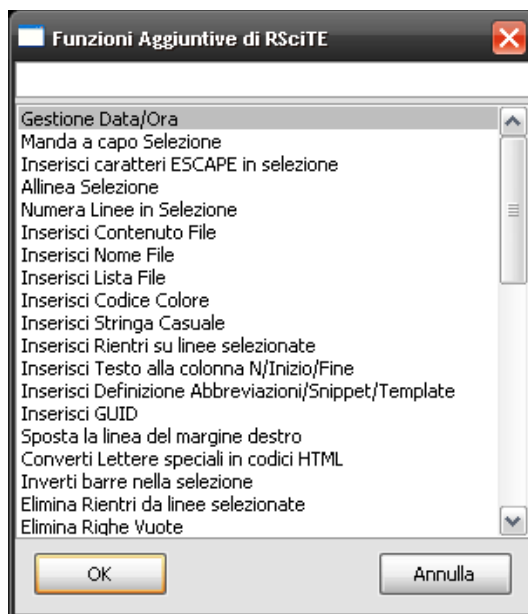 Funzioni Aggiuntive di RSciTE
Gestione Data/Ora
Manda a capo Selezione
Inserisci caratteri ESCAPE in selezione
Allinea Selezione
Numera Linee in Selezione
Inserisci Contenuto File
Inserisci Nome File
Inserisci Lista File
Inserisci Codice Colore
Inserisci Stringa Casuale
Inserisci Rientri su linee selezionate
Inserisci Testo alla colonna N/Inizio/Fine
Inserisci Definizione Abbreviazioni/Snippet/Template
Inserisci GUID
Sposta la linea del margine destro
Converti Lettere speciali in codici HTML
Inverti barre nella selezione
Elimina Rientri da linee selezionate
Elimina Righe Vuote
OK Annulla